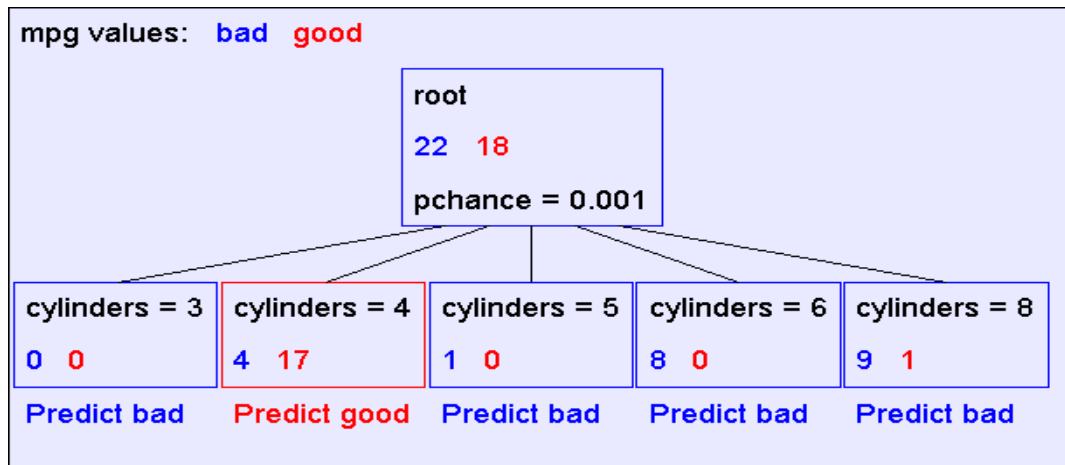 mpg values: bad good
root
22 18
pchance = 0.001
cylinders = 3 cylinders = 4 cylinders = 5 cylinders = 6 cylinders = 8
0 0 4 17 1 0 8 0 9 1
Predict bad Predict good Predict bad Predict bad Predict bad